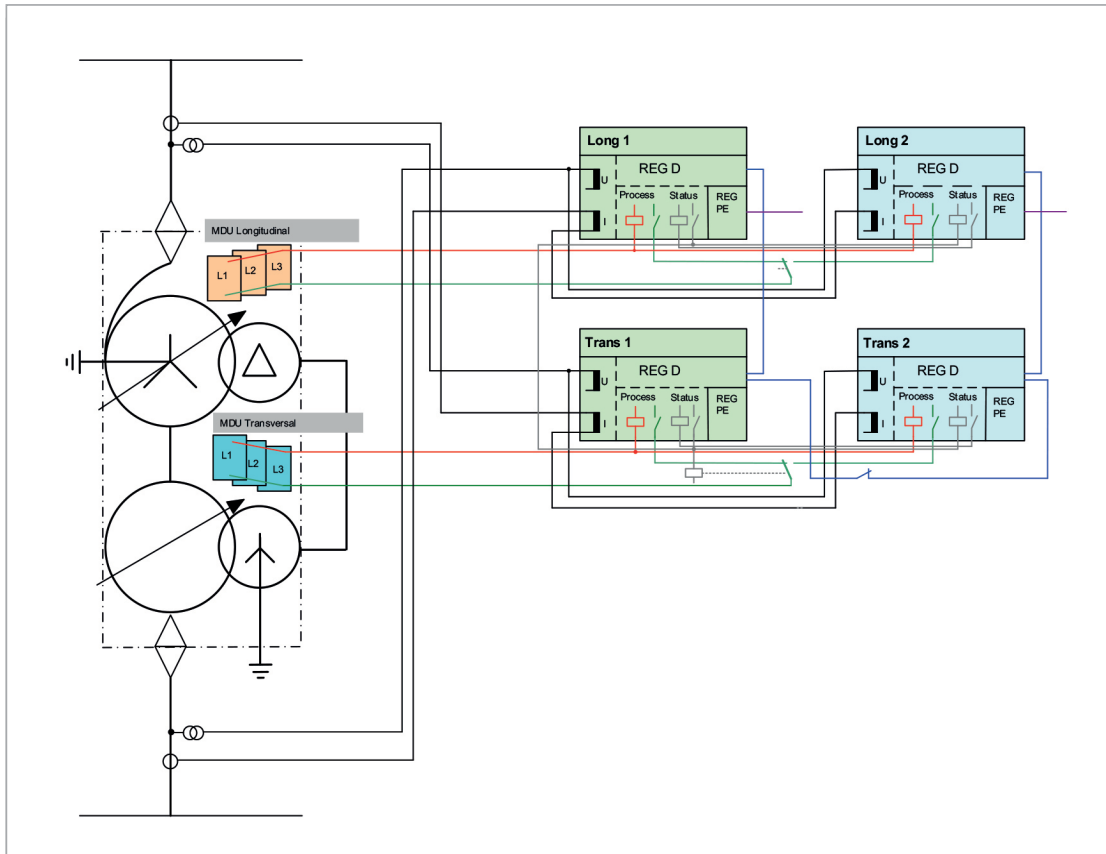 MDU Longitudinal
L1
L2
L3
MDU Transversal
L1
L2
L3
Long 1
REG D
U
I
Process
Status
REG
PE
Long 2
REG D
U
I
Process
Status
REG
PE
Trans 1
REG D
U
I
Process
Status
REG
PE
Trans 2
REG D
U
I
Process
Status
REG
PE